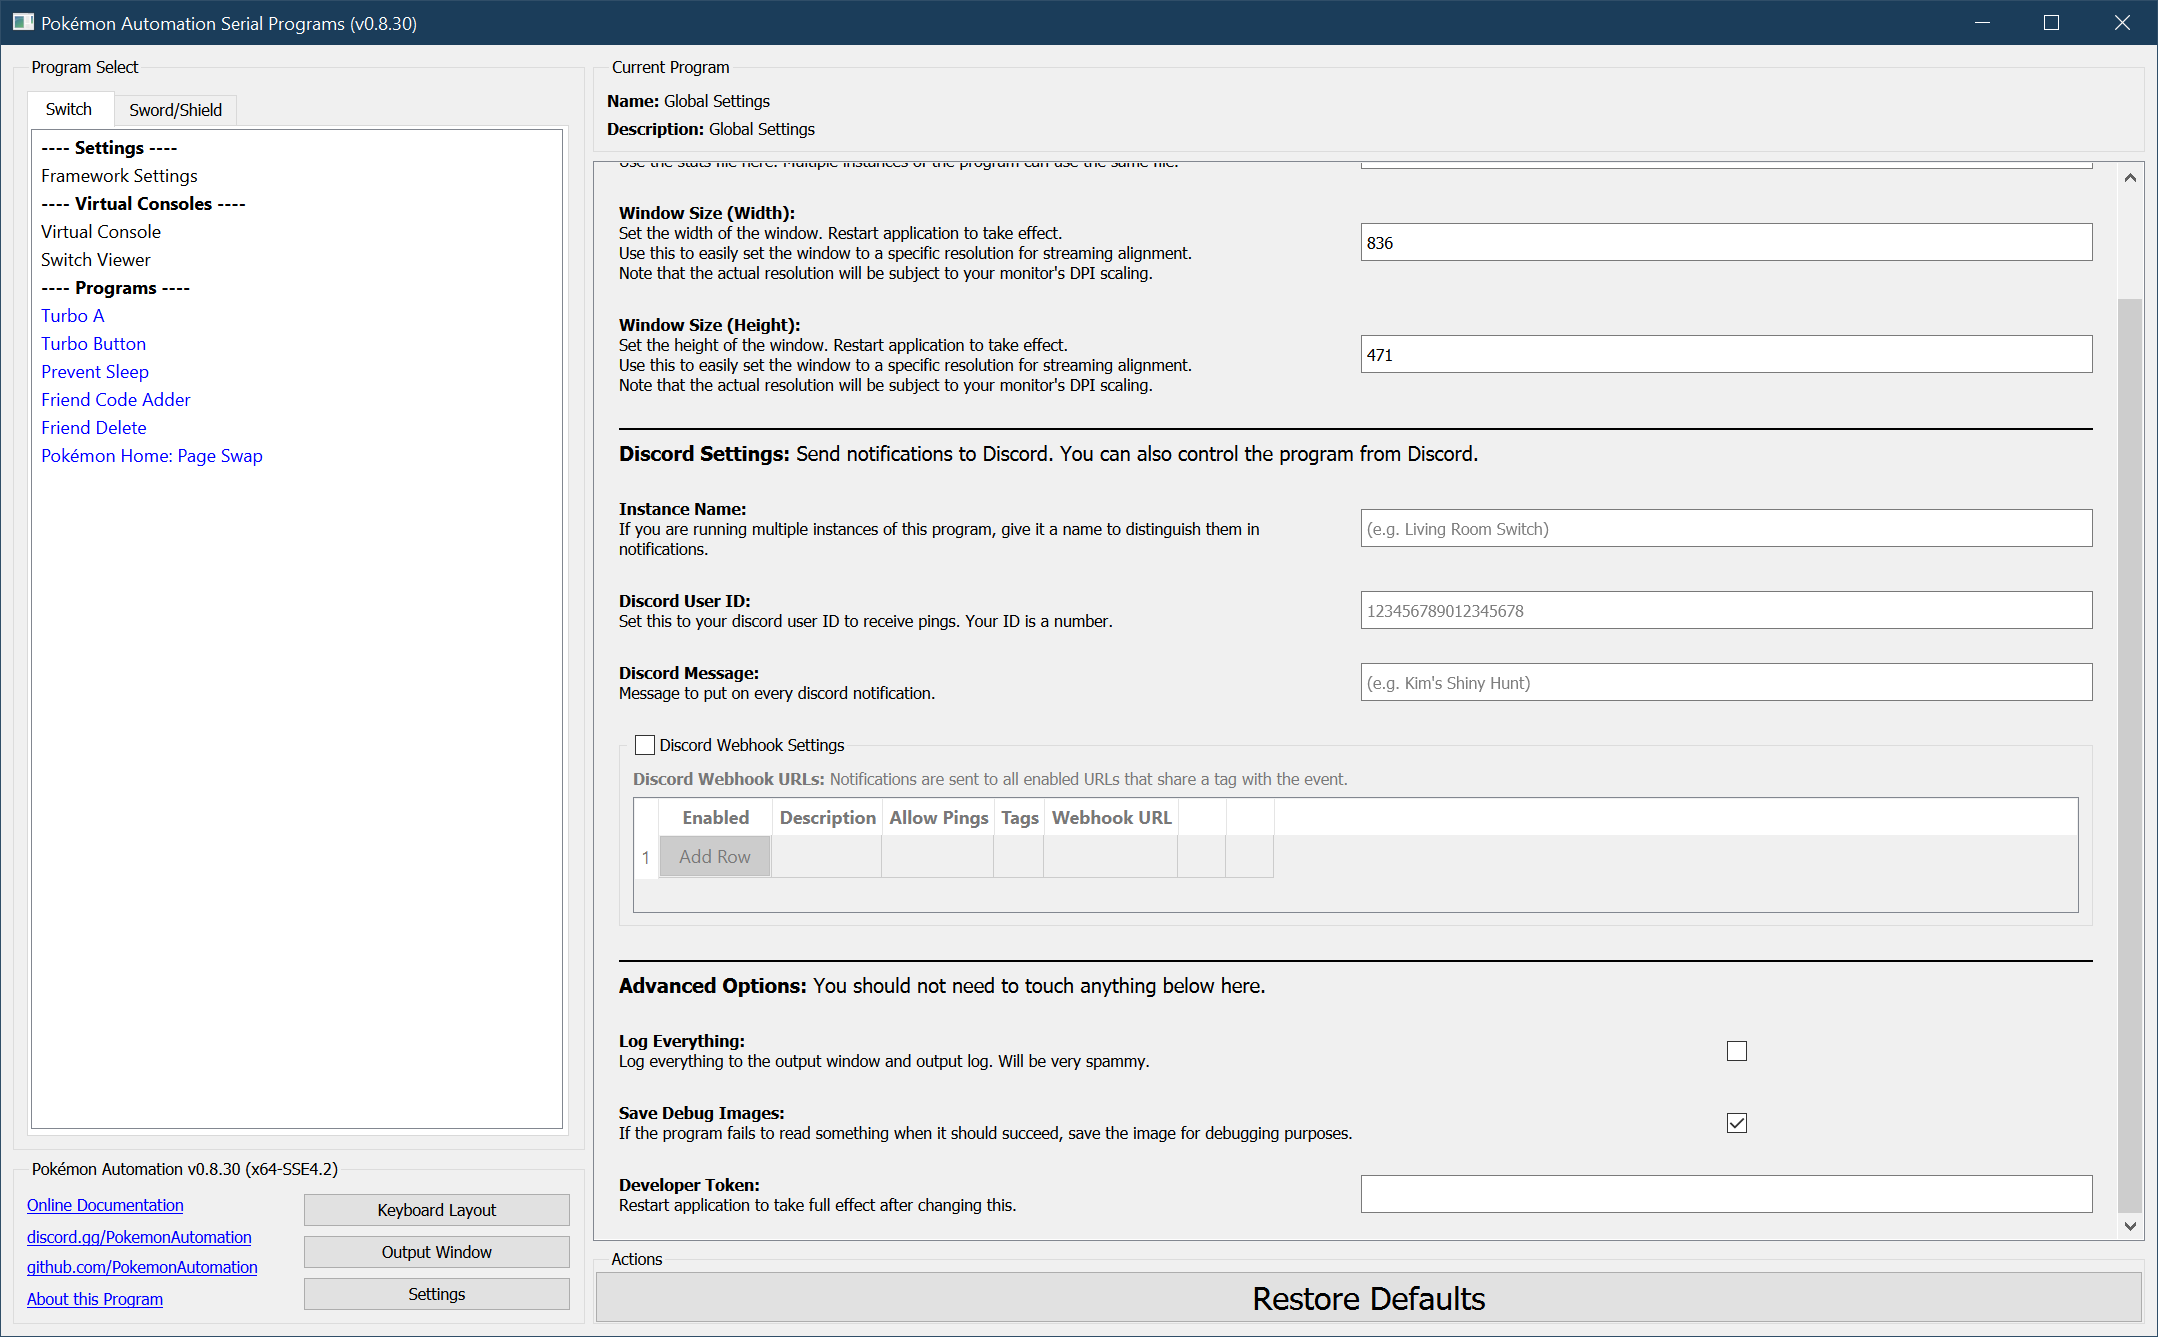 Pokémon Automation Serial Programs (v0.8.30)
Program Select
Switch
Sword/Shield
---- Settings ----
Framework Settings
---- Virtual Consoles ----
Virtual Console
Switch Viewer
---- Programs ----
Turbo A
Turbo Button
Prevent Sleep
Friend Code Adder
Friend Delete
Pokémon Home: Page Swap
Pokémon Automation v0.8.30 (x64-SSE4.2)
Online Documentation
discord.gg/PokemonAutomation
github.com/PokemonAutomation
About this Program
Keyboard Layout
Output Window
Settings
Current Program
Name: Global Settings
Description: Global Settings
Use the stats file here. Multiple instances of the program can use the same file.
Window Size (Width):
Set the width of the window. Restart application to take effect.
Use this to easily set the window to a specific resolution for streaming alignment.
Note that the actual resolution will be subject to your monitor's DPI scaling.
836
Window Size (Height):
Set the height of the window. Restart application to take effect.
Use this to easily set the window to a specific resolution for streaming alignment.
Note that the actual resolution will be subject to your monitor's DPI scaling.
471
Discord Settings: Send notifications to Discord. You can also control the program from Discord.
Instance Name:
If you are running multiple instances of this program, give it a name to distinguish them in
notifications.
(e.g. Living Room Switch)
Discord User ID:
Set this to your discord user ID to receive pings. Your ID is a number.
123456789012345678
Discord Message:
Message to put on every discord notification.
(e.g. Kim's Shiny Hunt)
Discord Webhook Settings
Discord Webhook URLs: Notifications are sent to all enabled URLs that share a tag with the event.
Enabled Description Allow Pings Tags Webhook URL
1 Add Row
Advanced Options: You should not need to touch anything below here.
Log Everything:
Log everything to the output window and output log. Will be very spammy.
Save Debug Images:
If the program fails to read something when it should succeed, save the image for debugging purposes.
Developer Token:
Restart application to take full effect after changing this.
Actions
Restore Defaults